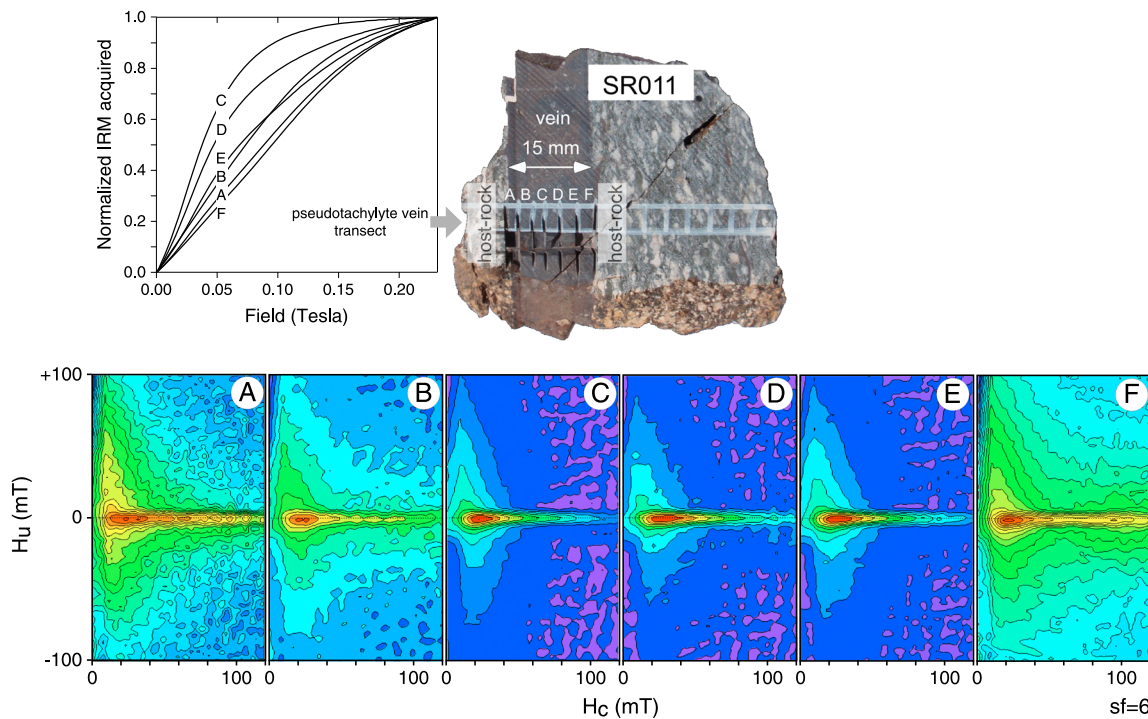 1.0
0.8
0.6
0.4
0.2
0.0
Normalized IRM acquired
C
D
E
B
A
F
0.00 0.05 0.10 0.15 0.20
Field (Tesla)
pseudotachylyte vein
transect
SR011
vein
15 mm
A B C D E F
host-rock
host-rock
+100
0
-100
Hu (mT)
A
B
C
D
E
F
0 100 0 100 0 100 0 100 0 100 0 100
Hc (mT)
sf=6